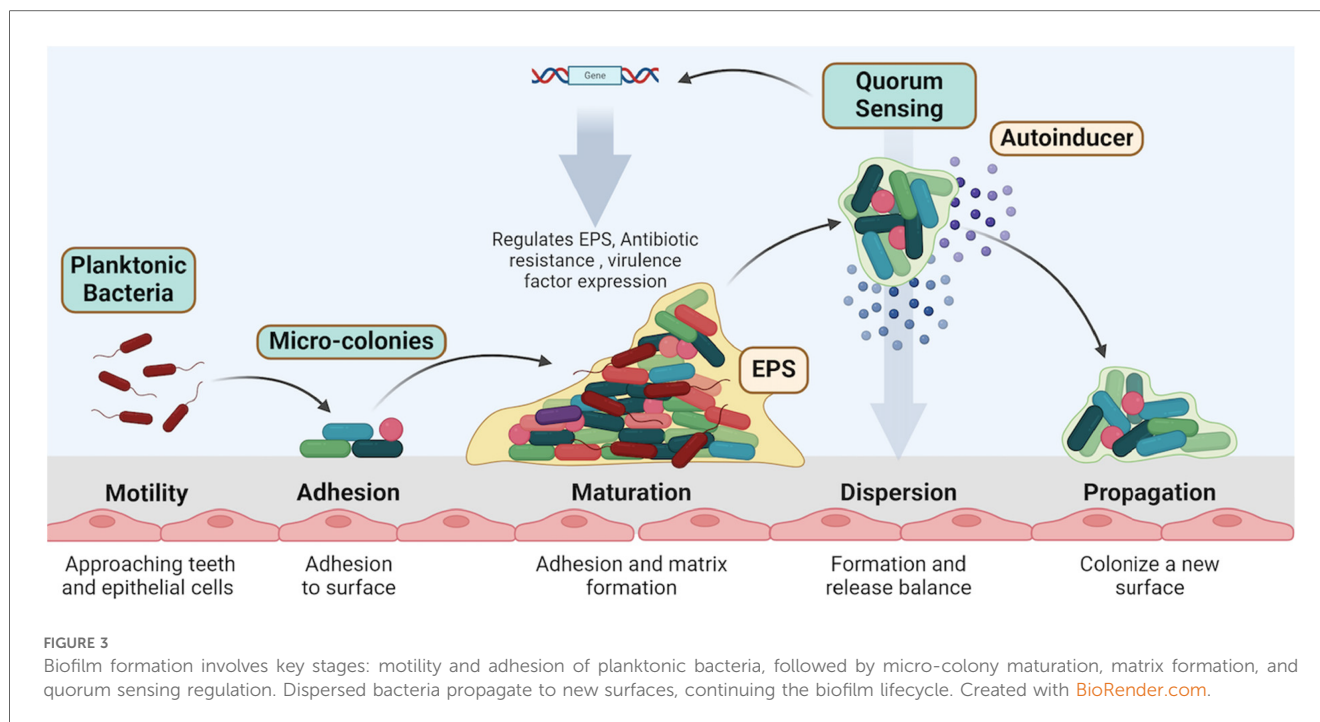 Gene
Quorum
Sensing
Autoinducer
Regulates EPS, Antibiotic
resistance , virulence
factor expression
Planktonic
Bacteria
Micro-colonies
EPS
Motility
Adhesion
Maturation
Dispersion
Propagation
Approaching teeth
and epithelial cells
Adhesion
to surface
Adhesion and matrix
formation
Formation and
release balance
Colonize a new
surface
FIGURE 3
Biofilm formation involves key stages: motility and adhesion of planktonic bacteria, followed by micro-colony maturation, matrix formation, and
quorum sensing regulation. Dispersed bacteria propagate to new surfaces, continuing the biofilm lifecycle. Created with BioRender.com.